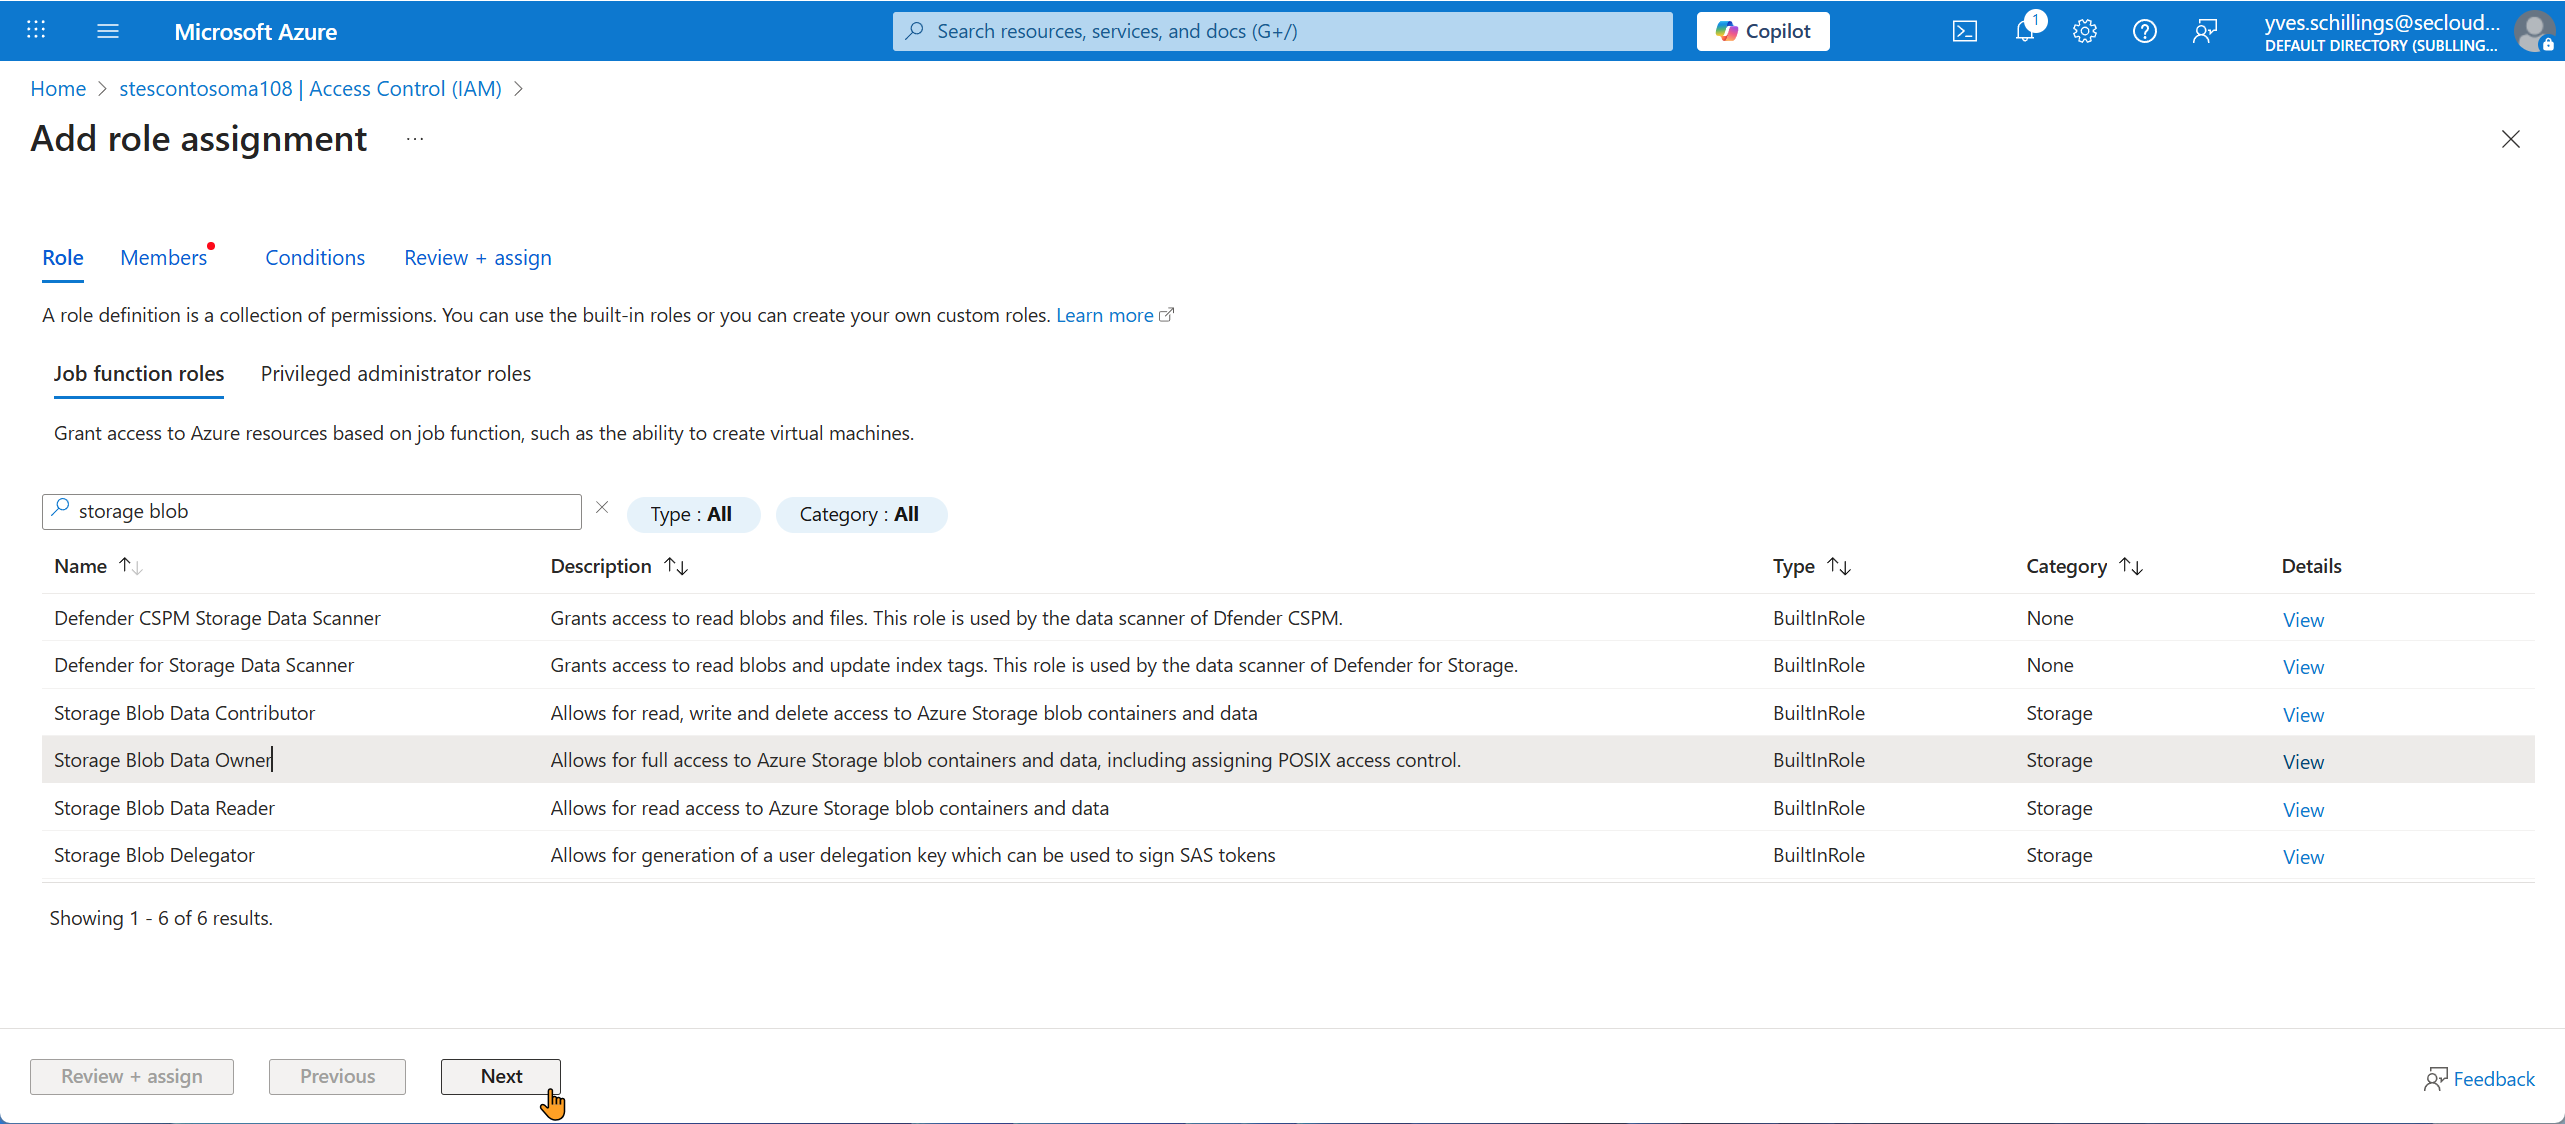 Microsoft Azure
Search resources, services, and docs (G+/)
Copilot
1
yves.schillings@secloud...
DEFAULT DIRECTORY (SUBLLING...
Home > stescontosoma108 | Access Control (IAM) >
Add role assignment ...
Role Members Conditions Review + assign
A role definition is a collection of permissions. You can use the built-in roles or you can create your own custom roles. Learn more
Job function roles Privileged administrator roles
Grant access to Azure resources based on job function, such as the ability to create virtual machines.
storage blob
Type : All Category : All
Name Description Type Category Details
Defender CSPM Storage Data Scanner Grants access to read blobs and files. This role is used by the data scanner of Dfender CSPM. BuiltInRole None View
Defender for Storage Data Scanner Grants access to read blobs and update index tags. This role is used by the data scanner of Defender for Storage. BuiltInRole None View
Storage Blob Data Contributor Allows for read, write and delete access to Azure Storage blob containers and data BuiltInRole Storage View
Storage Blob Data Owner Allows for full access to Azure Storage blob containers and data, including assigning POSIX access control. BuiltInRole Storage View
Storage Blob Data Reader Allows for read access to Azure Storage blob containers and data BuiltInRole Storage View
Storage Blob Delegator Allows for generation of a user delegation key which can be used to sign SAS tokens BuiltInRole Storage View
Showing 1 - 6 of 6 results.
Review + assign Previous Next Feedback